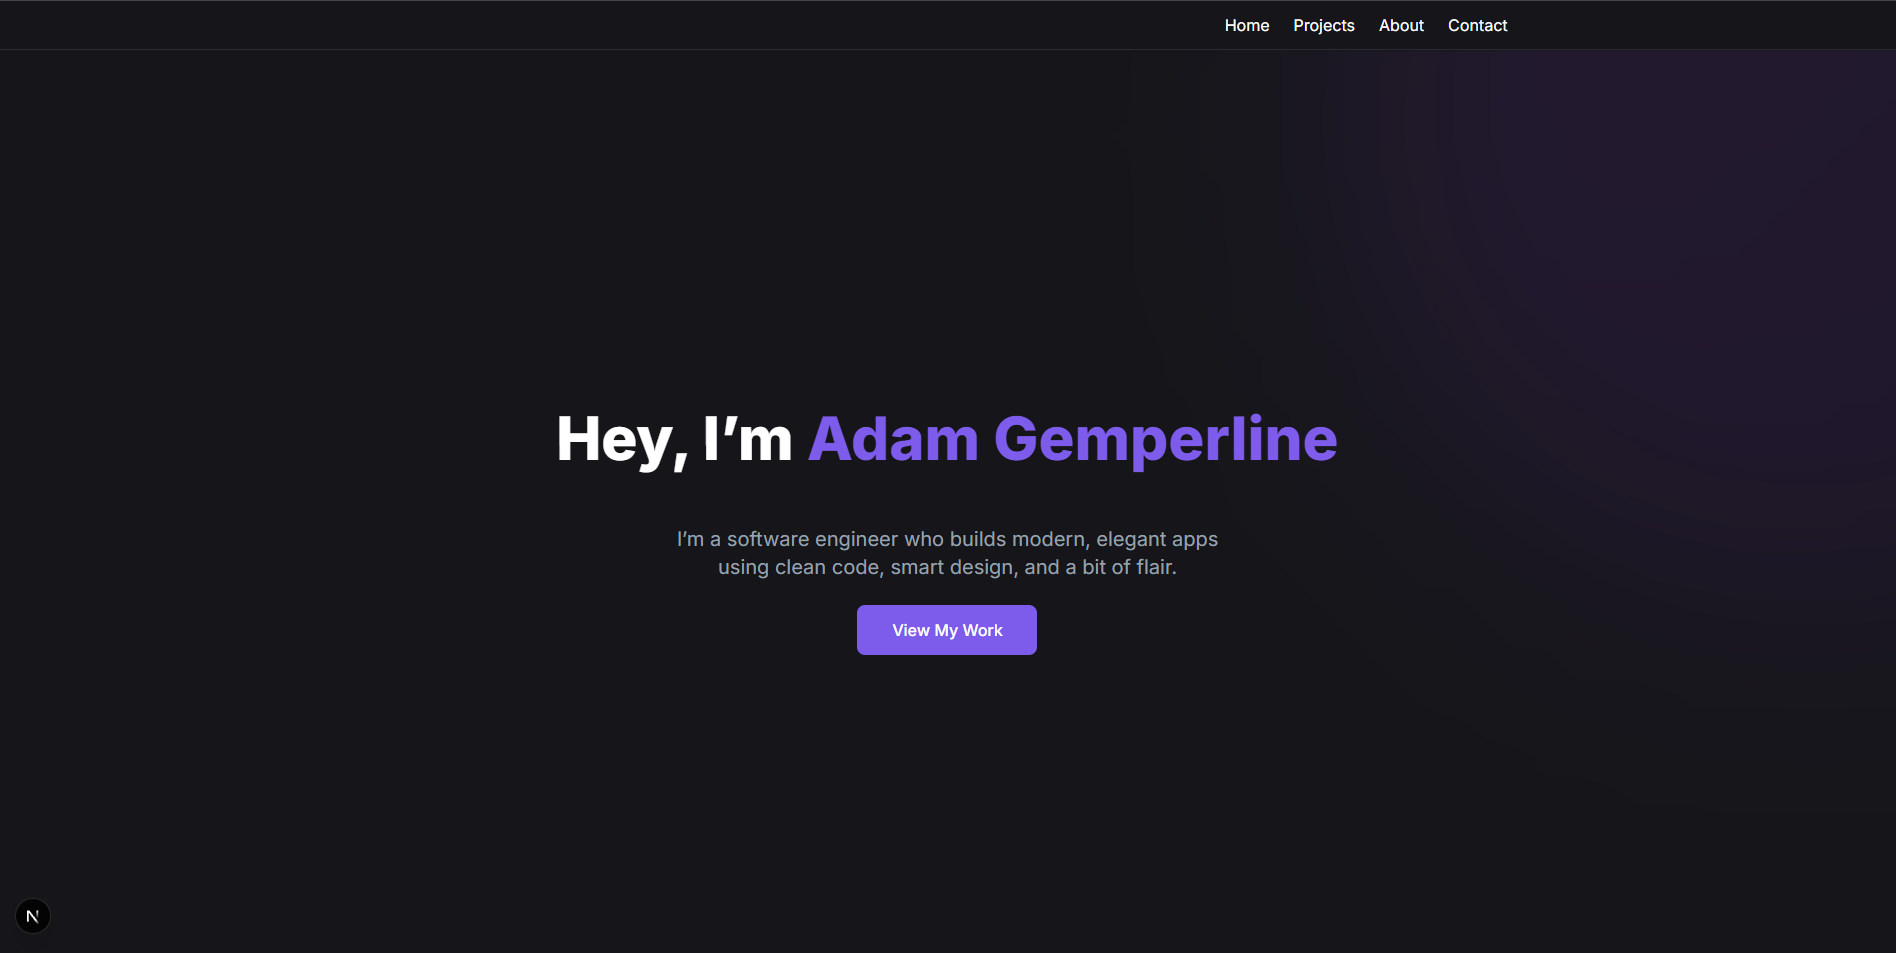 Home Projects About Contact
Hey, I’m Adam Gemperline
I’m a software engineer who builds modern, elegant apps
using clean code, smart design, and a bit of flair.
View My Work
N